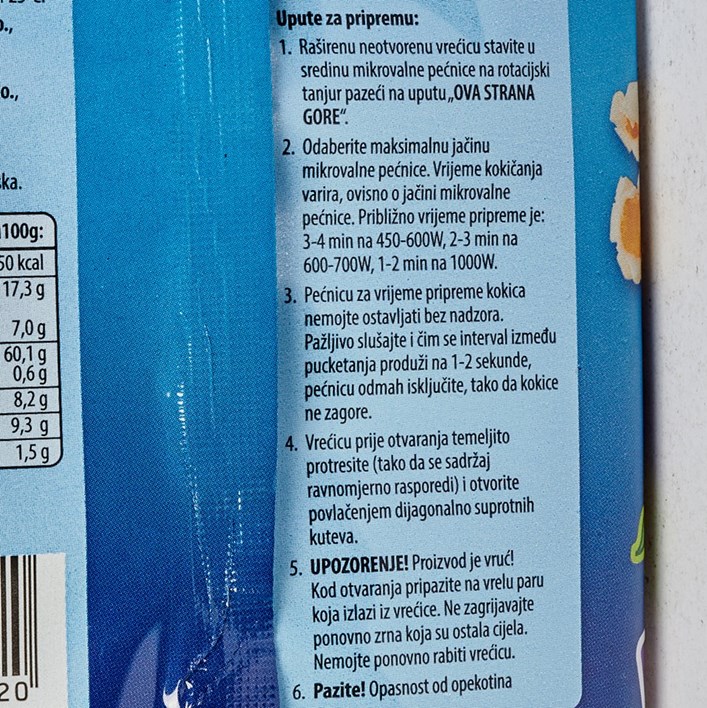 o.,
ka.
100g:
50 kcal
17,3 g
7,0 g
60,1 g
0,6 g
8,2 g
9,3 g
1,5 g
20
Upute za pripremu:
1. Raširenu neotvorenu vrećicu stavite u
sredinu mikrovalne pećnice na rotacijski
tanjur pazeći na uputu „OVA STRANA
GORE“.
2. Odaberite maksimalnu jačinu
mikrovalne pećnice. Vrijeme kokičanja
varira, ovisno o jačini mikrovalne
pećnice. Približno vrijeme pripreme je:
3-4 min na 450-600W, 2-3 min na
600-700W, 1-2 min na 1000W.
3. Pećnicu za vrijeme pripreme kokica
nemojte ostavljati bez nadzora.
Pažljivo slušajte i čim se interval između
pucketanja produži na 1-2 sekunde,
pećnicu odmah isključite, tako da kokice
ne zagore.
4. Vrećicu prije otvaranja temeljito
protresite (tako da se sadržaj
ravnomjerno rasporedi) i otvorite
povlačenjem dijagonalno suprotnih
kuteva.
5. UPOZORENJE! Proizvod je vruć!
Kod otvaranja pripazite na vrelu paru
koja izlazi iz vrećice. Ne zagrijavajte
ponovno zrna koja su ostala cijela.
Nemojte ponovno rabiti vrećicu.
6. Pazite! Opasnost od opekotina